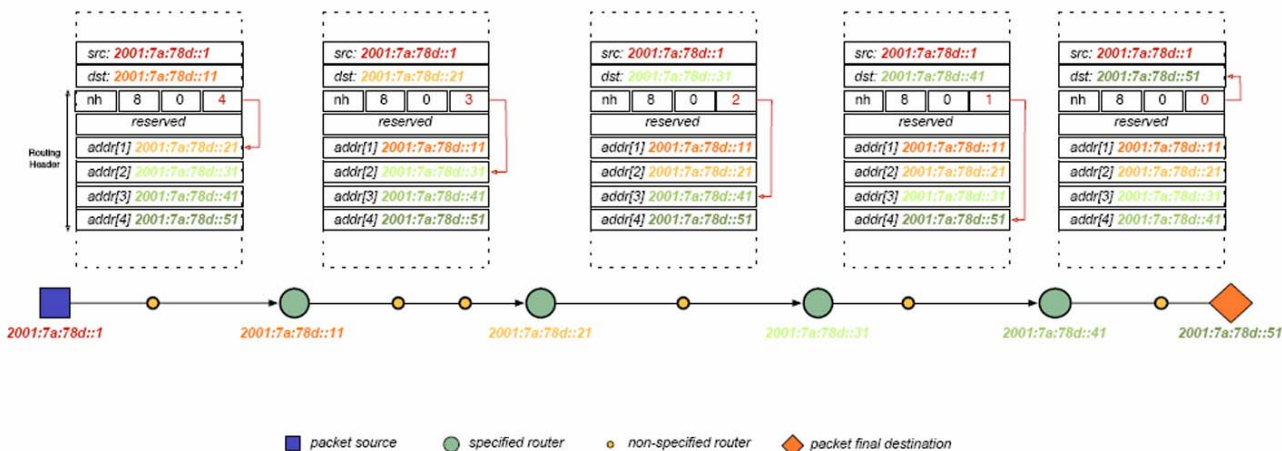 src: 2001:7a:78d::1
dst: 2001:7a:78d::11
nh 8 0 4
reserved
addr[1] 2001:7a:78d::21
addr[2] 2001:7a:78d::31
addr[3] 2001:7a:78d::41
addr[4] 2001:7a:78d::51
Routing
Header
src: 2001:7a:78d::1
dst: 2001:7a:78d::21
nh 8 0 3
reserved
addr[1] 2001:7a:78d::11
addr[2] 2001:7a:78d::31
addr[3] 2001:7a:78d::41
addr[4] 2001:7a:78d::51
src: 2001:7a:78d::1
dst: 2001:7a:78d::31
nh 8 0 2
reserved
addr[1] 2001:7a:78d::11
addr[2] 2001:7a:78d::21
addr[3] 2001:7a:78d::41
addr[4] 2001:7a:78d::51
src: 2001:7a:78d::1
dst: 2001:7a:78d::41
nh 8 0 1
reserved
addr[1] 2001:7a:78d::11
addr[2] 2001:7a:78d::21
addr[3] 2001:7a:78d::31
addr[4] 2001:7a:78d::51
src: 2001:7a:78d::1
dst: 2001:7a:78d::51
nh 8 0 0
reserved
addr[1] 2001:7a:78d::11
addr[2] 2001:7a:78d::21
addr[3] 2001:7a:78d::31
addr[4] 2001:7a:78d::41
2001:7a:78d::1
2001:7a:78d::11
2001:7a:78d::21
2001:7a:78d::31
2001:7a:78d::41
2001:7a:78d::51
packet source
specified router
non-specified router
packet final destination